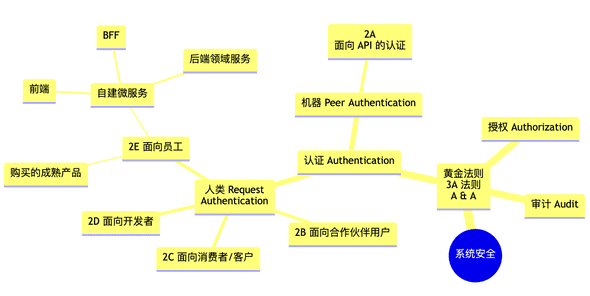 BFF
后端领域服务
前端
自建微服务
2E 面向员工
购买的成熟产品
2D 面向开发者
2C 面向消费者/客户
人类 Request
Authentication
2B 面向合作伙伴用户
2A
面向 API 的认证
机器 Peer Authentication
认证 Authentication
黄金法则
3A 法则
A & A
授权 Authorization
审计 Audit
系统安全